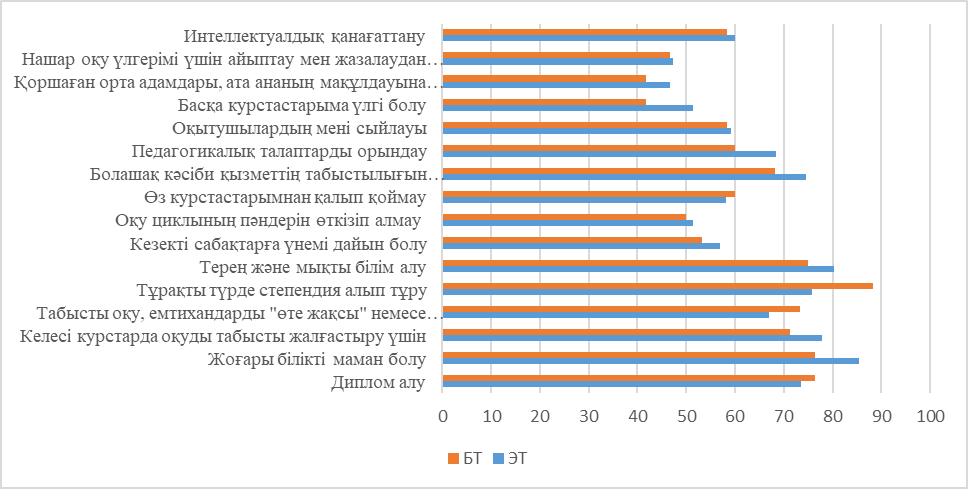 Интеллектуалдық қанағаттану
Нашар оқу үлгерімі үшін айыптау мен жазалаудан…
Қоршаған орта адамдары, ата ананың мақұлдауына…
Басқа курстастарыма үлгі болу
Оқытушылардың мені сыйлауы
Педагогикалық талаптарды орындау
Болашақ кәсіби қызметтің табыстылығын…
Өз курстастарымнан қалып қоймау
Оқу циклының пәндерін өткізіп алмау
Кезекті сабақтарға үнемі дайын болу
Терең және мықты білім алу
Тұрақты түрде степендия алып тұру
Табысты оқу, емтихандарды "өте жақсы" немесе…
Келесі курстарда оқуды табысты жалғастыру үшін
Жоғары білікті маман болу
Диплом алу
0 10 20 30 40 50 60 70 80 90 100
БТ ЭТ